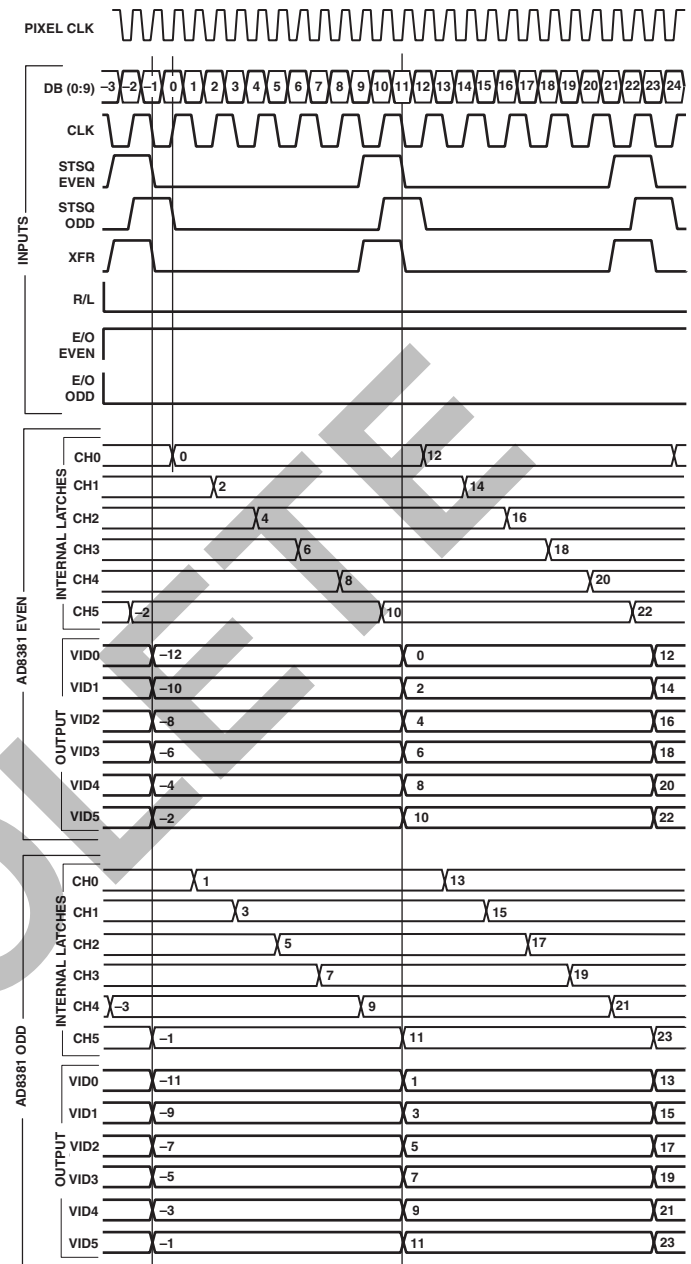 PIXEL CLK
INPUTS
DB (0:9) –3 –2 –1 0 1 2 3 4 5 6 7 8 9 10 11 12 13 14 15 16 17 18 19 20 21 22 23 24
CLK
STSQ
EVEN
STSQ
ODD
XFR
R/L
E/O
EVEN
E/O
ODD
AD8381 EVEN
INTERNAL LATCHES
CH0 0 12
CH1 2 14
CH2 4 16
CH3 6 18
CH4 8 20
CH5 –2 10 22
OUTPUT
VID0 –12 0 12
VID1 –10 2 14
VID2 –8 4 16
VID3 –6 6 18
VID4 –4 8 20
VID5 –2 10 22
AD8381 ODD
INTERNAL LATCHES
CH0 1 13
CH1 3 15
CH2 5 17
CH3 7 19
CH4 –3 9 21
CH5 –1 11 23
OUTPUT
VID0 –11 1 13
VID1 –9 3 15
VID2 –7 5 17
VID3 –5 7 19
VID4 –3 9 21
VID5 –1 11 23
OLETE